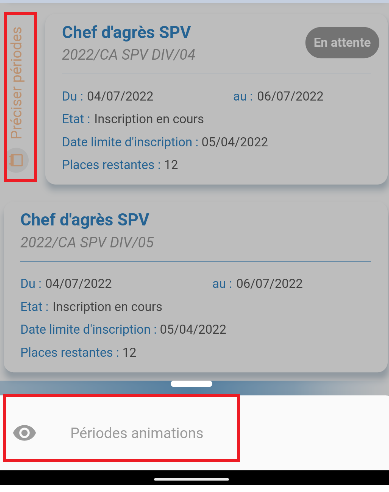 Préciser périodes
Chef d'agrès SPV
En attente
2022/CA SPV DIV/04
Du : 04/07/2022 au : 06/07/2022
Etat : Inscription en cours
Date limite d'inscription : 05/04/2022
Places restantes : 12
Chef d'agrès SPV
2022/CA SPV DIV/05
Du : 04/07/2022 au : 06/07/2022
Etat : Inscription en cours
Date limite d'inscription : 05/04/2022
Places restantes : 12
Périodes animations